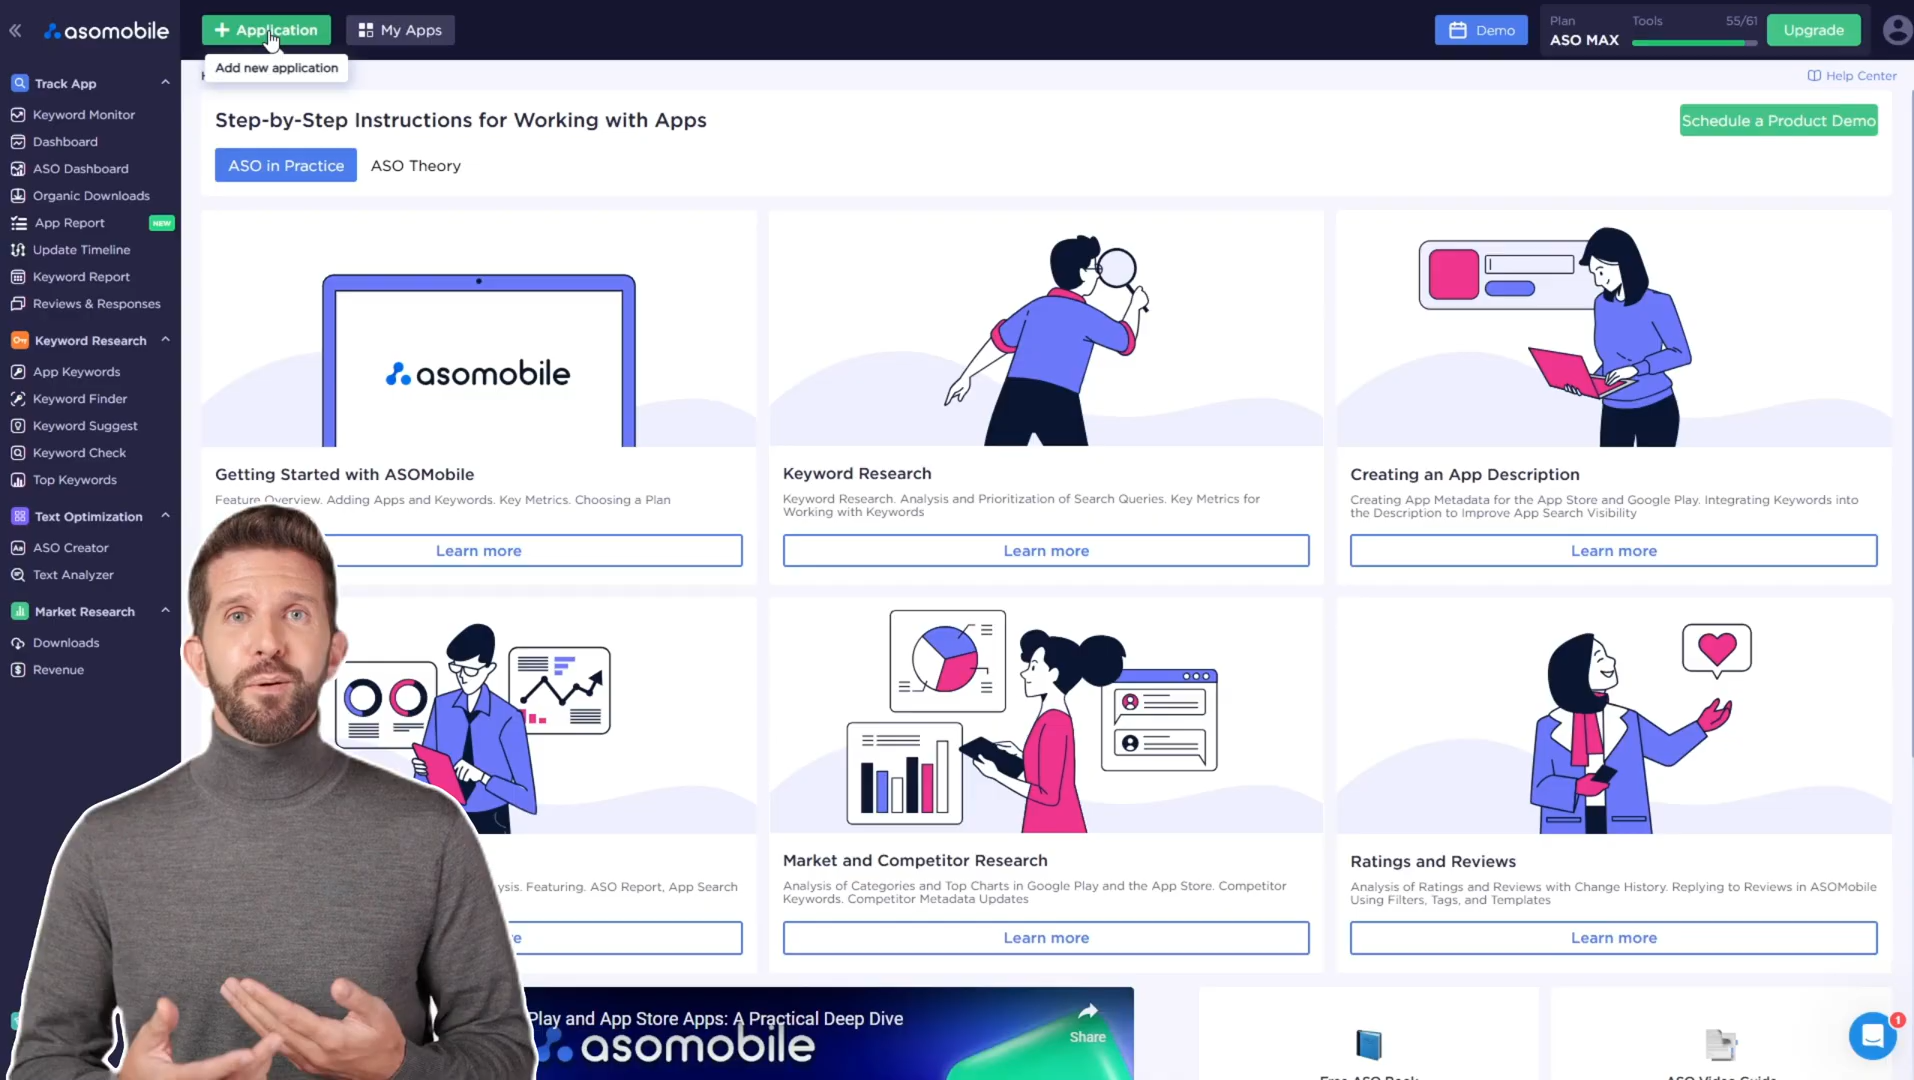 asomobile
Application
My Apps
Demo
Plan
ASO MAX
Tools
55/61
Upgrade
Add new application
Help Center
Track App
Keyword Monitor
Dashboard
ASO Dashboard
Organic Downloads
App Report
NEW
Update Timeline
Keyword Report
Reviews & Responses
Keyword Research
App Keywords
Keyword Finder
Keyword Suggest
Keyword Check
Top Keywords
Text Optimization
ASO Creator
Text Analyzer
Market Research
Downloads
Revenue
Step-by-Step Instructions for Working with Apps
Schedule a Product Demo
ASO in Practice
ASO Theory
asomobile
Getting Started with ASOMobile
Feature Overview. Adding Apps and Keywords. Key Metrics. Choosing a Plan
Learn more
Keyword Research
Keyword Research. Analysis and Prioritization of Search Queries. Key Metrics for
Working with Keywords
Learn more
Creating an App Description
Creating App Metadata for the App Store and Google Play. Integrating Keywords into
the Description to Improve App Search Visibility
Learn more
ysis. Featuring. ASO Report, App Search
re
Market and Competitor Research
Analysis of Categories and Top Charts in Google Play and the App Store. Competitor
Keywords. Competitor Metadata Updates
Learn more
Ratings and Reviews
Analysis of Ratings and Reviews with Change History. Replying to Reviews in ASOMobile
Using Filters, Tags, and Templates
Learn more
Play and App Store Apps: A Practical Deep Dive
Share
asomobile
Free ASO Book
ASO Video Guide
1